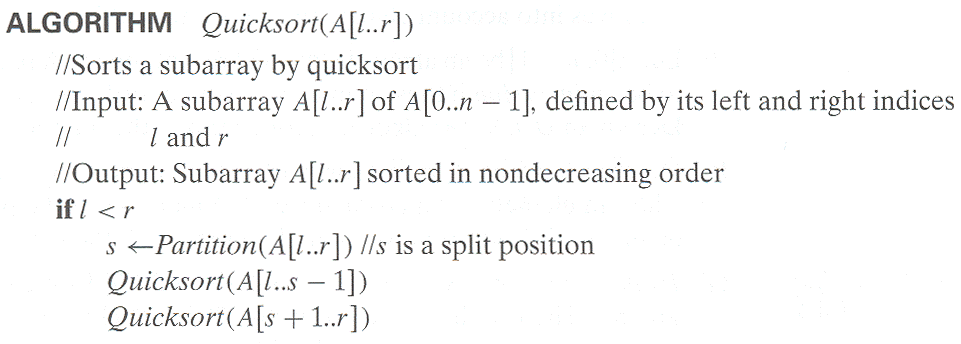 ALGORITHM Quicksort(A[l..r])
//Sorts a subarray by quicksort
//Input: A subarray A[l..r] of A[0..n − 1], defined by its left and right indices
// l and r
//Output: Subarray A[l..r] sorted in nondecreasing order
if l < r
s ←Partition(A[l..r]) //s is a split position
Quicksort(A[l..s − 1])
Quicksort(A[s + 1..r])